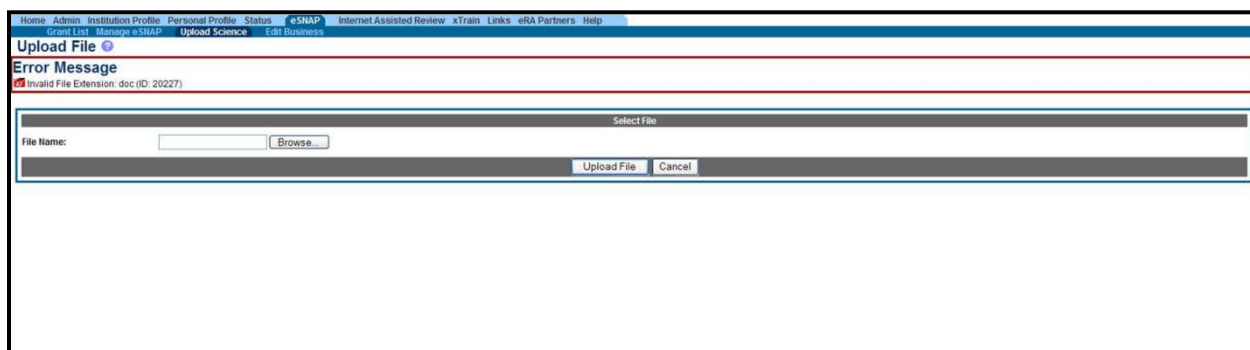 Home Admin Institution Profile Personal Profile Status eSNAP Internet Assisted Review xTrain Links eRA Partners Help
Grant List Manage eSNAP Upload Science Edit Business
Upload File ?
Error Message
Invalid File Extension: doc (ID: 20227)
Select File
File Name: Browse...
Upload File Cancel